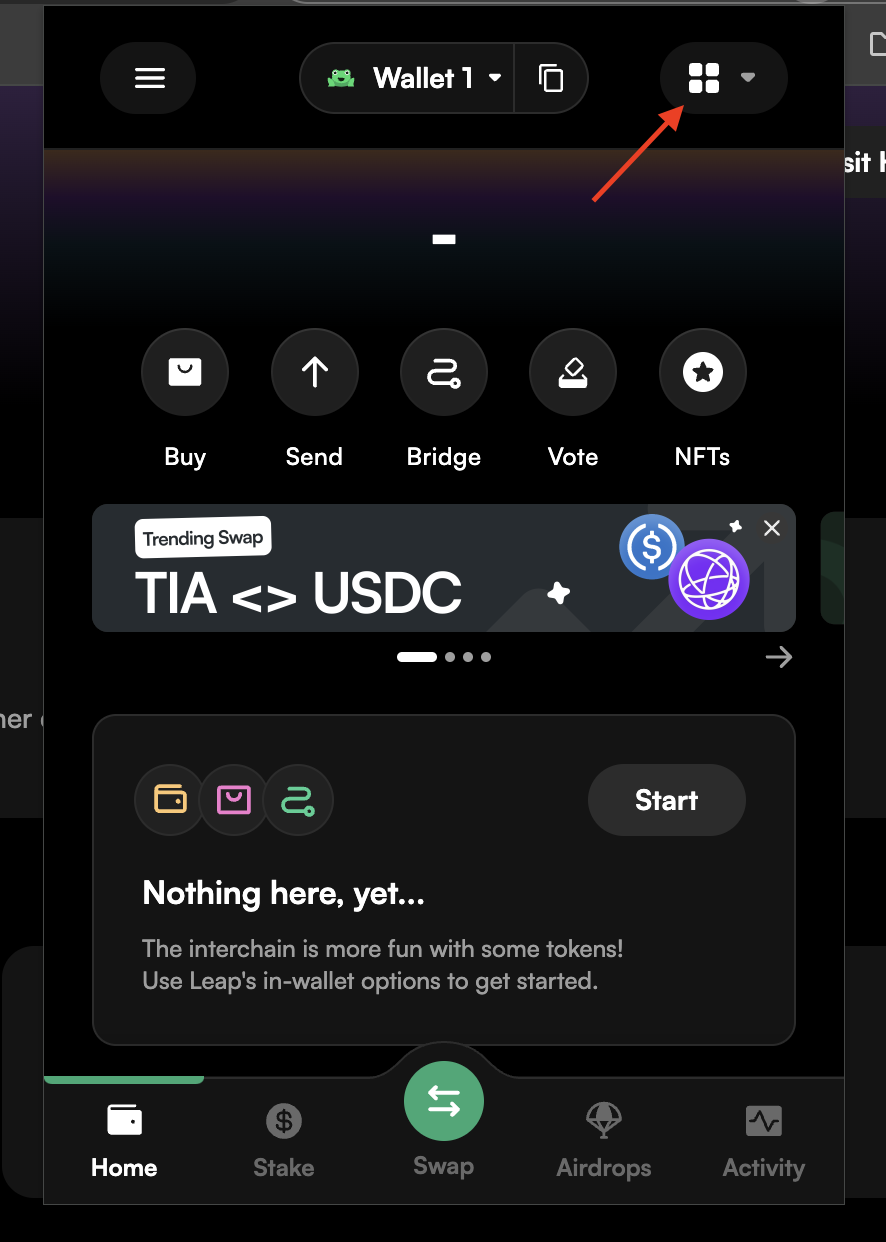 Wallet 1
sit
-
Buy
Send
Bridge
Vote
NFTs
Trending Swap
TIA <> USDC
her
Start
Nothing here, yet...
The interchain is more fun with some tokens!
Use Leap's in-wallet options to get started.
Home
Stake
Swap
Airdrops
Activity